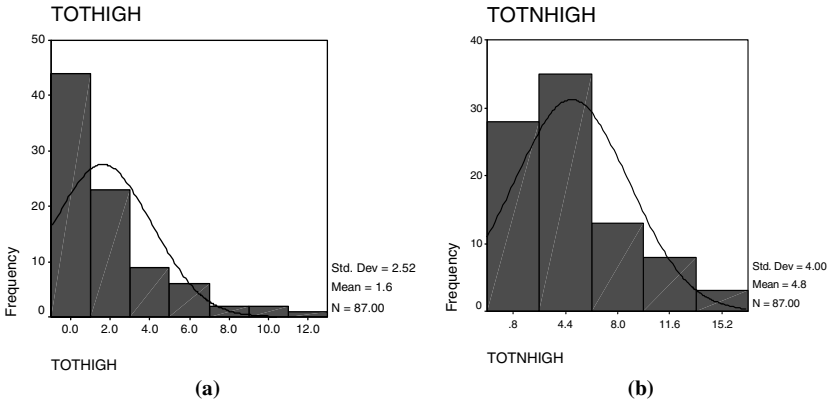 TOTHIGH
50
40
30
20
10
0
Frequency
0.0 2.0 4.0 6.0 8.0 10.0 12.0
Std. Dev = 2.52
Mean = 1.6
N = 87.00
TOTHIGH
(a)
TOTNHIGH
40
30
20
10
0
Frequency
.8 4.4 8.0 11.6 15.2
Std. Dev = 4.00
Mean = 4.8
N = 87.00
TOTNHIGH
(b)